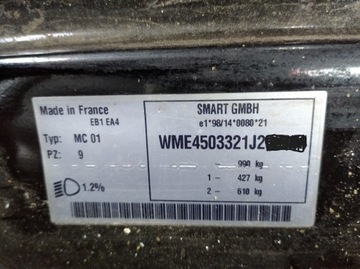 Made in France
EB1 EA4
Typ: MC 01
PZ: 9
1.2%
SMART GMBH
e1*98/14*0080*21
WME4503321J2
- 990 kg
1 - 427 kg
2 - 610 kg